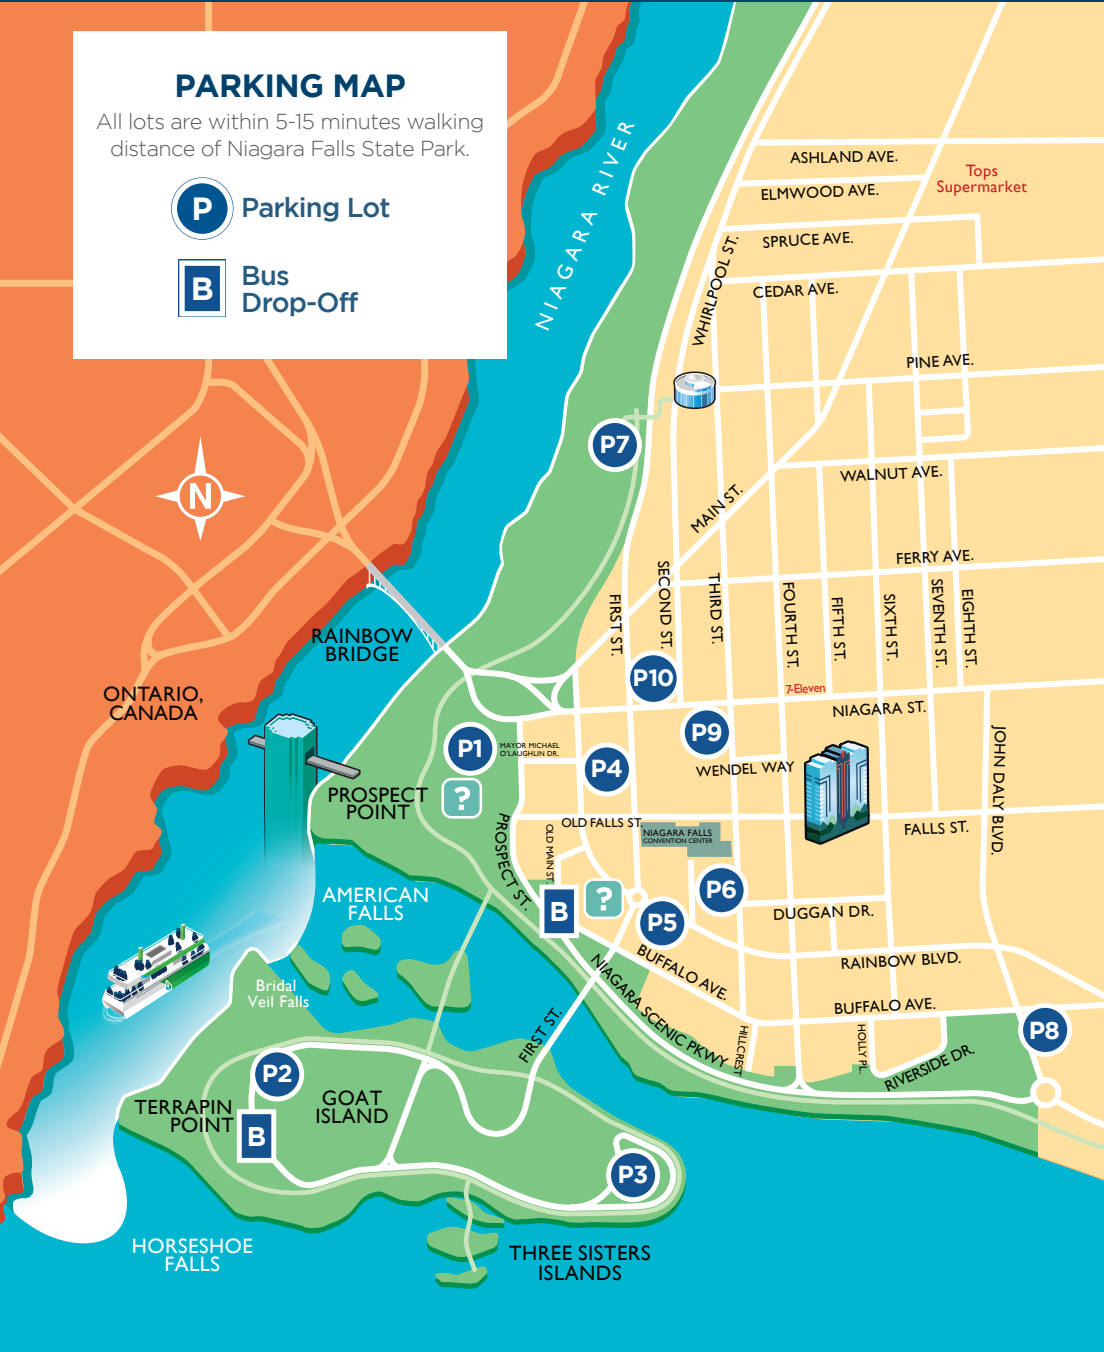 PARKING MAP
All lots are within 5-15 minutes walking
distance of Niagara Falls State Park.
P
Parking Lot
B
Bus
Drop-Off
NIAGARA RIVER
ASHLAND AVE.
Tops
Supermarket
ELMWOOD AVE.
SPRUCE AVE.
WHIRLPOOL ST.
CEDAR AVE.
PINE AVE.
P7
WALNUT AVE.
N
MAIN ST.
FERRY AVE.
FIRST ST.
SECOND ST.
THIRD ST.
FOURTH ST.
FIFTH ST.
SIXTH ST.
SEVENTH ST.
EIGHTH ST.
RAINBOW
BRIDGE
ONTARIO,
CANADA
P10
7-Eleven
NIAGARA ST.
P1
MAYOR MICHAEL
O'LAUGHLIN DR.
P9
P4
WENDEL WAY
JOHN DALY BLVD.
?
PROSPECT
POINT
PROSPECT ST.
OLD FALLS ST.
OLD MAIN ST.
NIAGARA FALLS
CONVENTION CENTER
FALLS ST.
AMERICAN
FALLS
B
?
P6
P5
DUGGAN DR.
BUFFALO AVE.
RAINBOW BLVD.
NIAGARA SCENIC PKWY
Bridal
Veil Falls
FIRST ST.
BUFFALO AVE.
HILLCREST
HOLLY PL.
RIVERSIDE DR.
P8
P2
GOAT
ISLAND
TERRAPIN
POINT
B
P3
HORSESHOE
FALLS
THREE SISTERS
ISLANDS